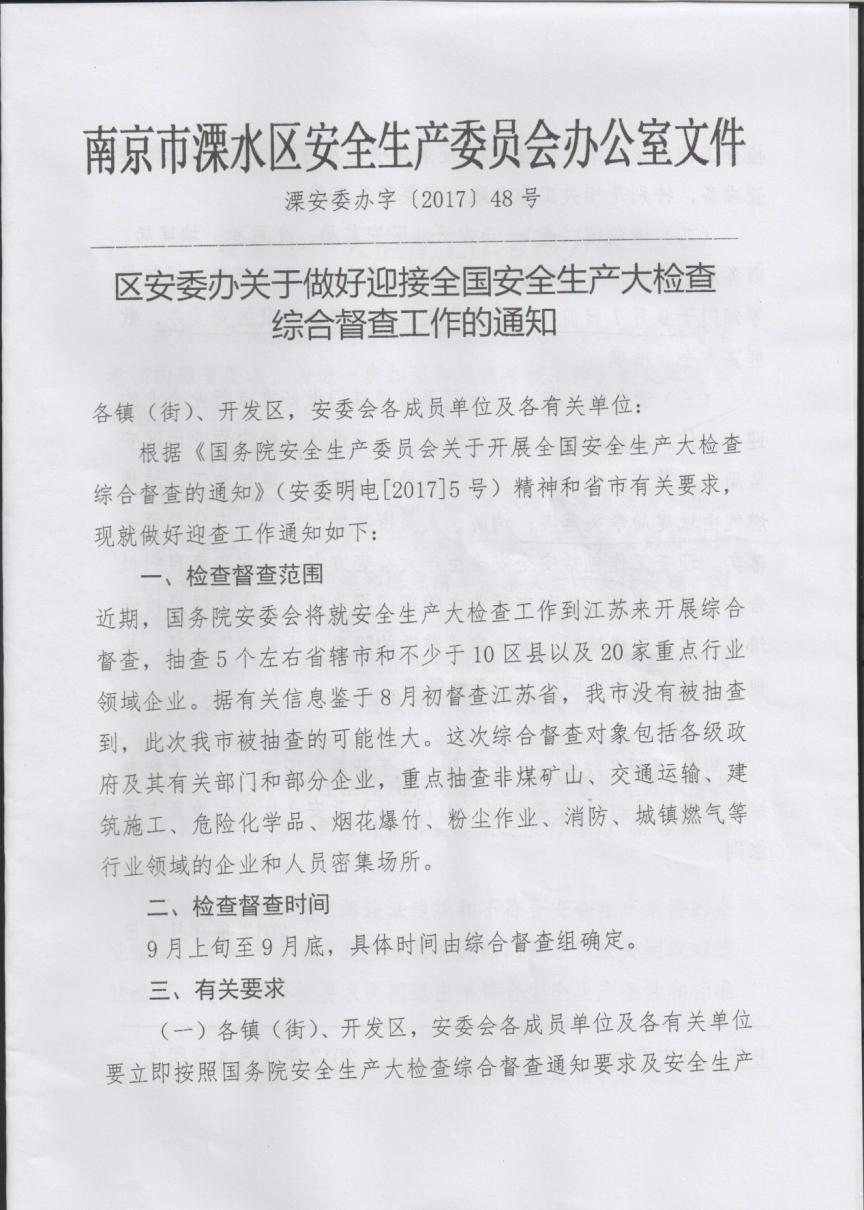 南京市溧水区安全生产委员会办公室文件
溧安委办字〔2017〕48号
区安委办关于做好迎接全国安全生产大检查
综合督查工作的通知
各镇（街）、开发区，安委会各成员单位及各有关单位：
根据《国务院安全生产委员会关于开展全国安全生产大检查
综合督查的通知》（安委明电[2017]5号）精神和省市有关要求，
现就做好迎查工作通知如下：
一、检查督查范围
近期，国务院安委会将就安全生产大检查工作到江苏来开展综合
督查，抽查5个左右省辖市和不少于10区县以及20家重点行业
领域企业。据有关信息鉴于8月初督查江苏省，我市没有被抽查
到，此次我市被抽查的可能性大。这次综合督查对象包括各级政
府及其有关部门和部分企业，重点抽查非煤矿山、交通运输、建
筑施工、危险化学品、烟花爆竹、粉尘作业、消防、城镇燃气等
行业领域的企业和人员密集场所。
二、检查督查时间
9月上旬至9月底，具体时间由综合督查组确定。
三、有关要求
（一）各镇（街）、开发区，安委会各成员单位及各有关单位
要立即按照国务院安全生产大检查综合督查通知要求及安全生产